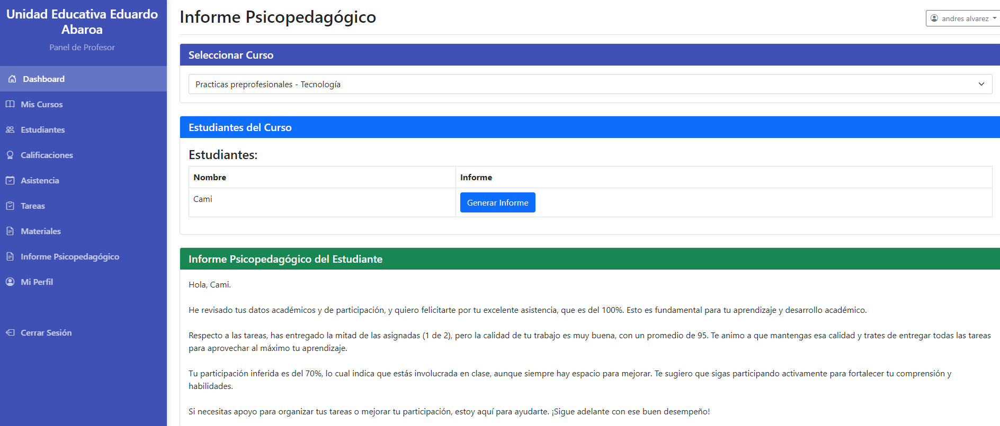 Unidad Educativa Eduardo
Abaroa
Panel de Profesor
Dashboard
Mis Cursos
Estudiantes
Calificaciones
Asistencia
Tareas
Materiales
Informe Psicopedagógico
Mi Perfil
Cerrar Sesión
Informe Psicopedagógico
andres alvarez
Seleccionar Curso
Practicas preprofesionales - Tecnología
Estudiantes del Curso
Estudiantes:
Nombre Informe
Cami Generar Informe
Informe Psicopedagógico del Estudiante
Hola, Cami.
He revisado tus datos académicos y de participación, y quiero felicitarte por tu excelente asistencia, que es del 100%. Esto es fundamental para tu aprendizaje y desarrollo académico.
Respecto a las tareas, has entregado la mitad de las asignadas (1 de 2), pero la calidad de tu trabajo es muy buena, con un promedio de 95. Te animo a que mantengas esa calidad y trates de entregar todas las tareas
para aprovechar al máximo tu aprendizaje.
Tu participación inferida es del 70%, lo cual indica que estás involucrada en clase, aunque siempre hay espacio para mejorar. Te sugiero que sigas participando activamente para fortalecer tu comprensión y
habilidades.
Si necesitas apoyo para organizar tus tareas o mejorar tu participación, estoy aquí para ayudarte. ¡Sigue adelante con ese buen desempeño!